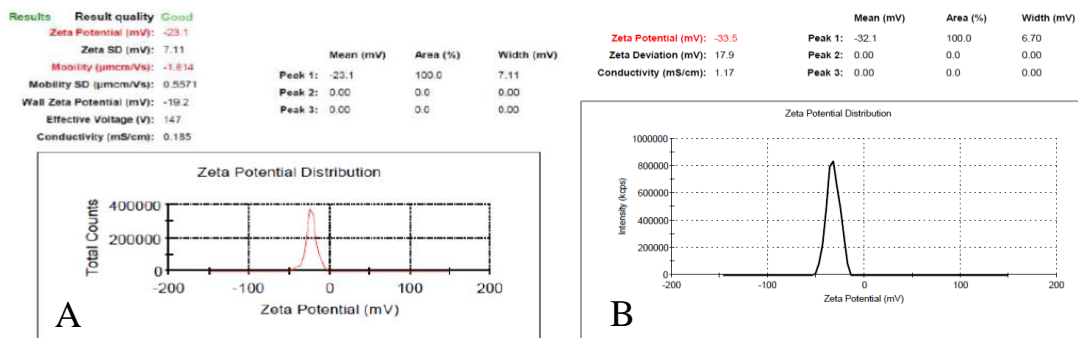 Results Result quality Good
Zeta Potential (mV): -23.1
Zeta SD (mV): 7.11
Mobility (µmcm/Vs): -1.814
Mobility SD (µmcm/Vs): 0.5571
Wall Zeta Potential (mV): -19.2
Effective Voltage (V): 147
Conductivity (mS/cm): 0.185
Mean (mV) Area (%) Width (mV)
Peak 1: -23.1 100.0 7.11
Peak 2: 0.00 0.0 0.00
Peak 3: 0.00 0.0 0.00
Zeta Potential Distribution
Total Counts
400000
200000
0
-200 -100 0 100 200
Zeta Potential (mV)
A
Mean (mV) Area (%) Width (mV)
Zeta Potential (mV): -33.5 Peak 1: -32.1 100.0 6.70
Zeta Deviation (mV): 17.9 Peak 2: 0.00 0.0 0.00
Conductivity (mS/cm): 1.17 Peak 3: 0.00 0.0 0.00
Zeta Potential Distribution
Intensity (kcps)
1000000
800000
600000
400000
200000
0
-200 -100 0 100 200
Zeta Potential (mV)
B